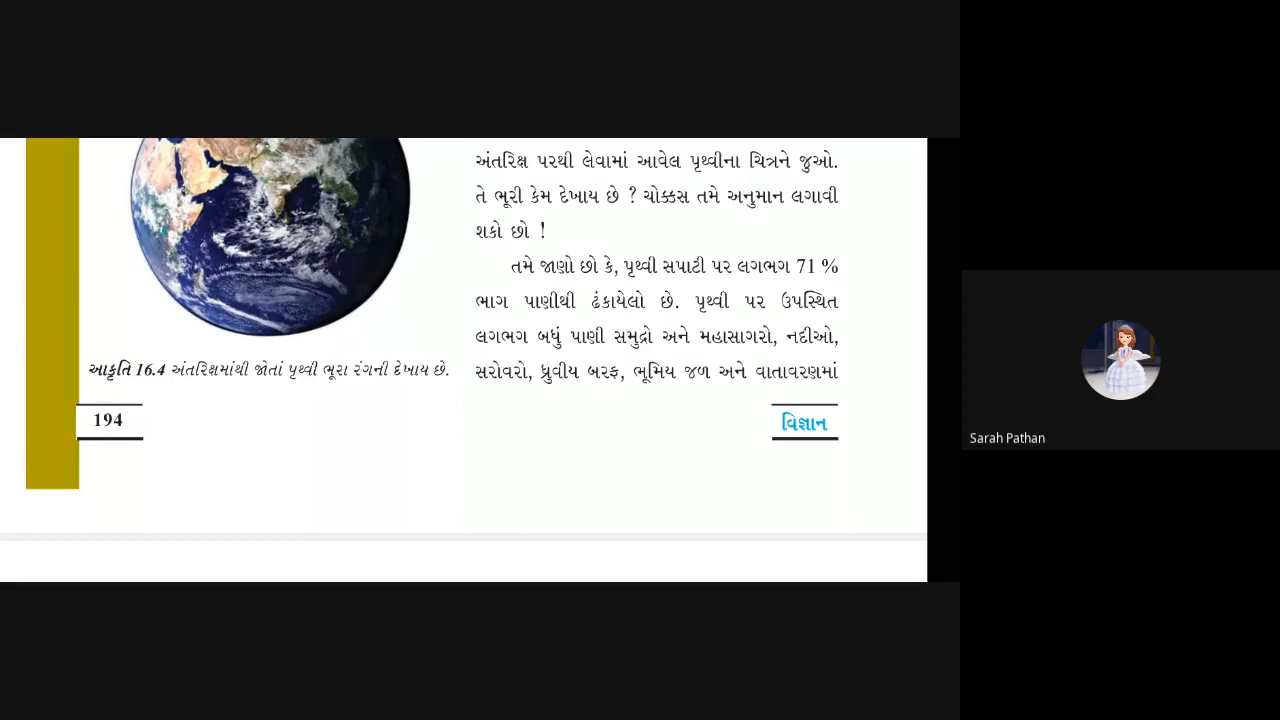 અંતરિક્ષ પરથી લેવામાં આવેલ પૃથ્વીના ચિત્રને જુઓ.
તે ભૂરી કેમ દેખાય છે ? ચોક્કસ તમે અનુમાન લગાવી
શકો છો !
તમે જાણો છો કે, પૃથ્વી સપાટી પર લગભગ 71 %
ભાગ પાણીથી ઢંકાયેલો છે. પૃથ્વી પર ઉપસ્થિત
લગભગ બધું પાણી સમુદ્રો અને મહાસાગરો, નદીઓ,
સરોવરો, ધ્રુવીય બરફ, ભૂમિય જળ અને વાતાવરણમાં
આકૃતિ 16.4 અંતરિક્ષમાંથી જોતાં પૃથ્વી ભૂરા રંગની દેખાય છે.
194
વિજ્ઞાન
Sarah Pathan